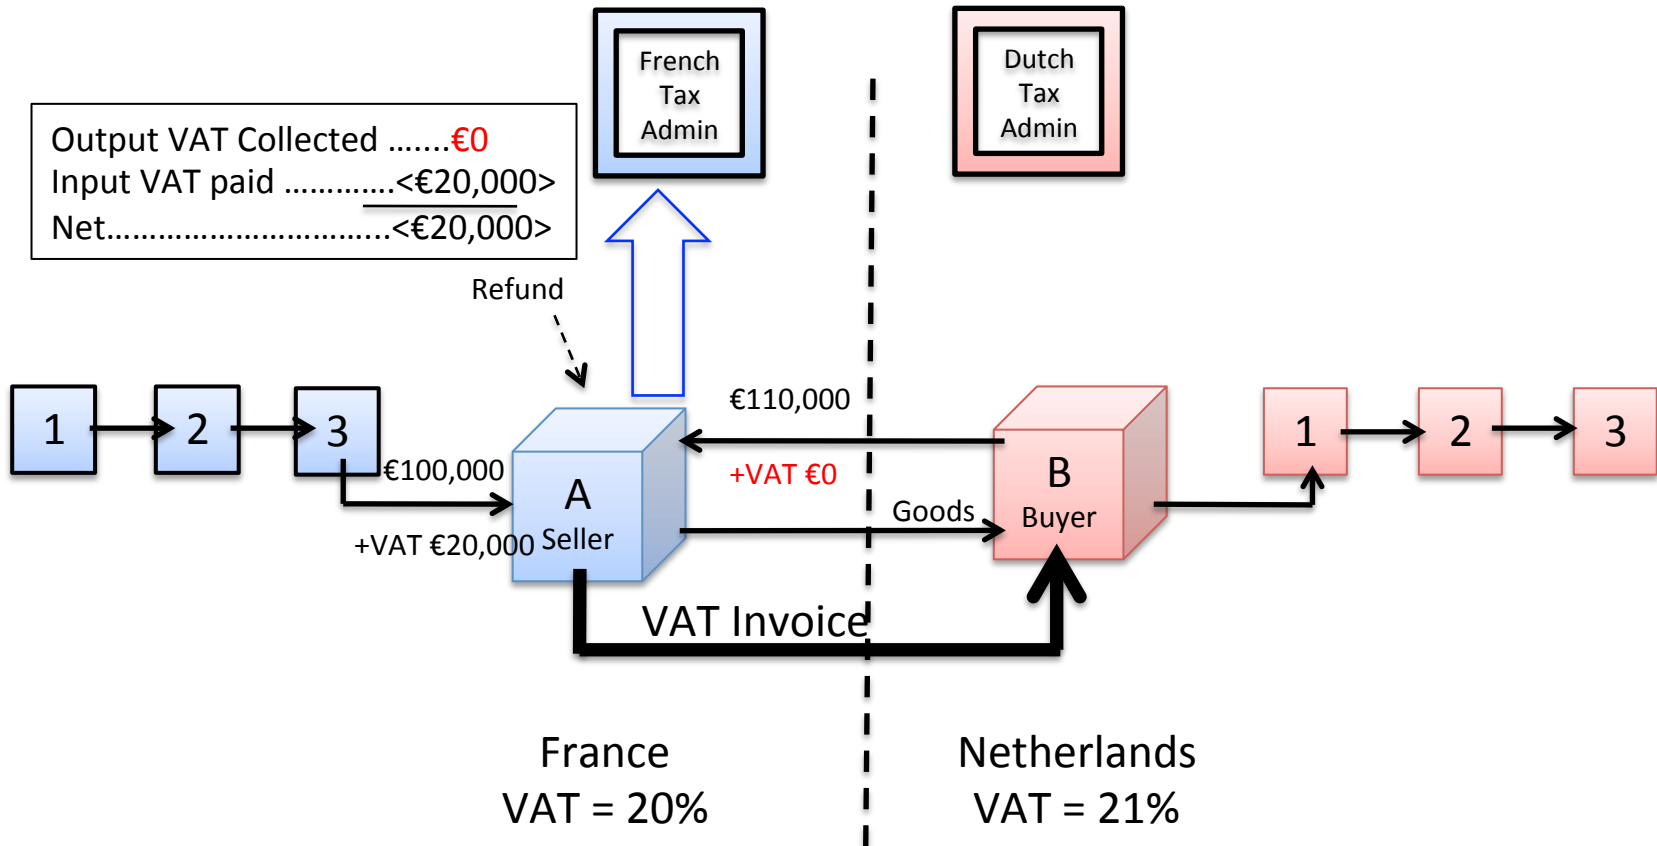 French
Tax
Admin
Dutch
Tax
Admin
Output VAT Collected .......€0
Input VAT paid .............<€20,000>
Net.................................<€20,000>
Refund
1
2
3
€100,000
+VAT €20,000
A
Seller
€110,000
+VAT €0
Goods
B
Buyer
1
2
3
VAT Invoice
France
VAT = 20%
Netherlands
VAT = 21%